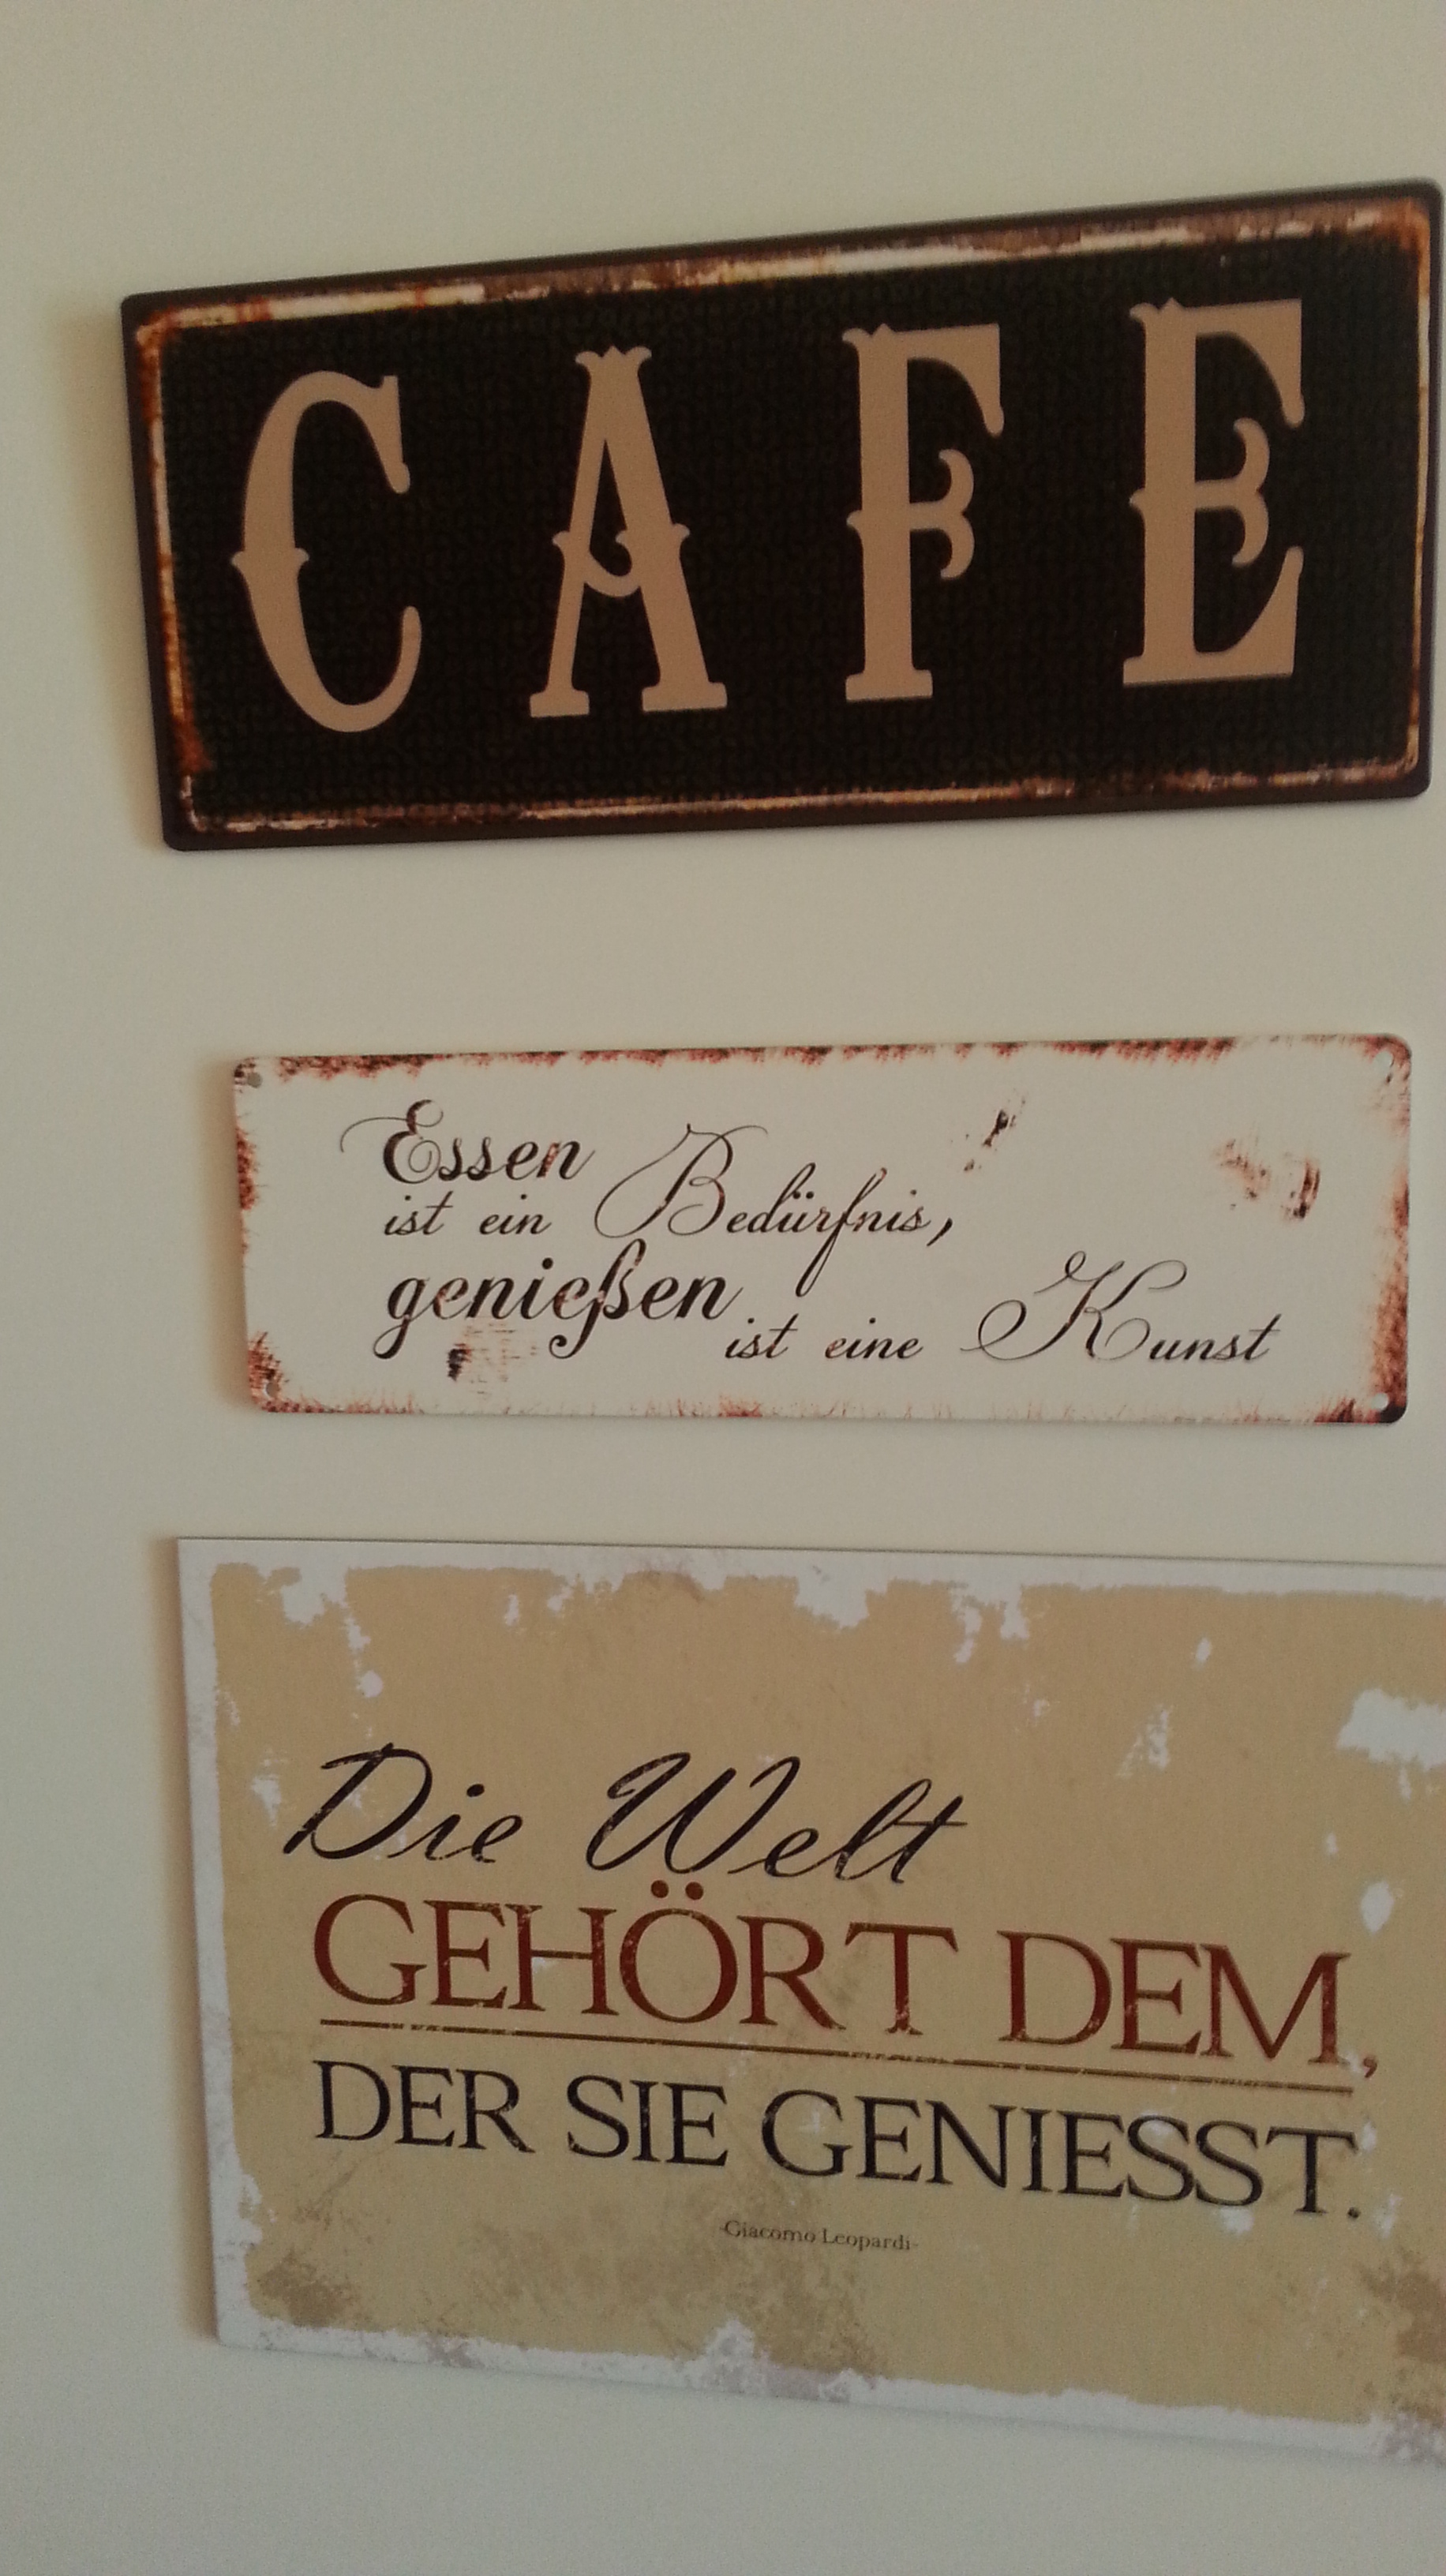 CAFE
Essen
ist ein Bedürfnis,
genießen
ist eine Kunst
Die Welt
GEHÖRT DEM,
DER SIE GENIESST.
-Giacomo Leopardi-